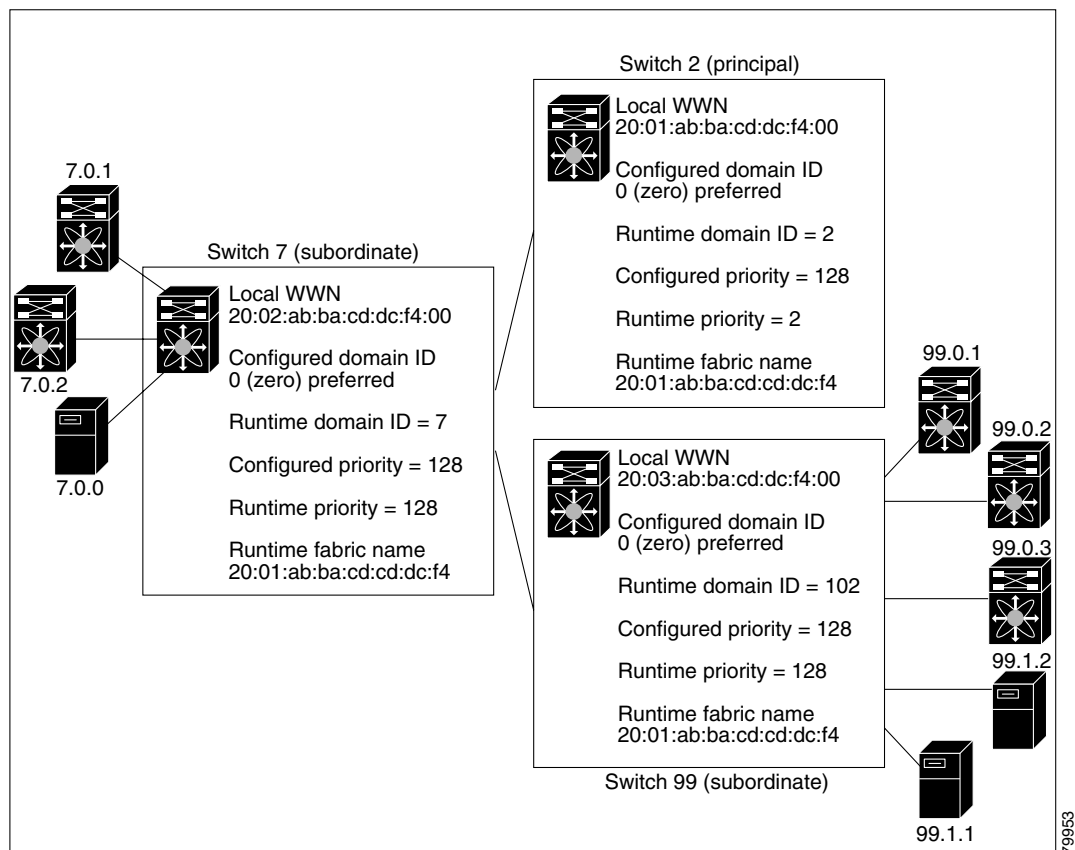 Switch 2 (principal)
Local WWN
20:01:ab:ba:cd:dc:f4:00
Configured domain ID
0 (zero) preferred
Runtime domain ID = 2
Configured priority = 128
Runtime priority = 2
Runtime fabric name
20:01:ab:ba:cd:cd:dc:f4
7.0.1
7.0.2
7.0.0
Switch 7 (subordinate)
Local WWN
20:02:ab:ba:cd:dc:f4:00
Configured domain ID
0 (zero) preferred
Runtime domain ID = 7
Configured priority = 128
Runtime priority = 128
Runtime fabric name
20:01:ab:ba:cd:cd:dc:f4
Local WWN
20:03:ab:ba:cd:dc:f4:00
Configured domain ID
0 (zero) preferred
Runtime domain ID = 102
Configured priority = 128
Runtime priority = 128
Runtime fabric name
20:01:ab:ba:cd:cd:dc:f4
Switch 99 (subordinate)
99.0.1
99.0.2
99.0.3
99.1.2
99.1.1
79953